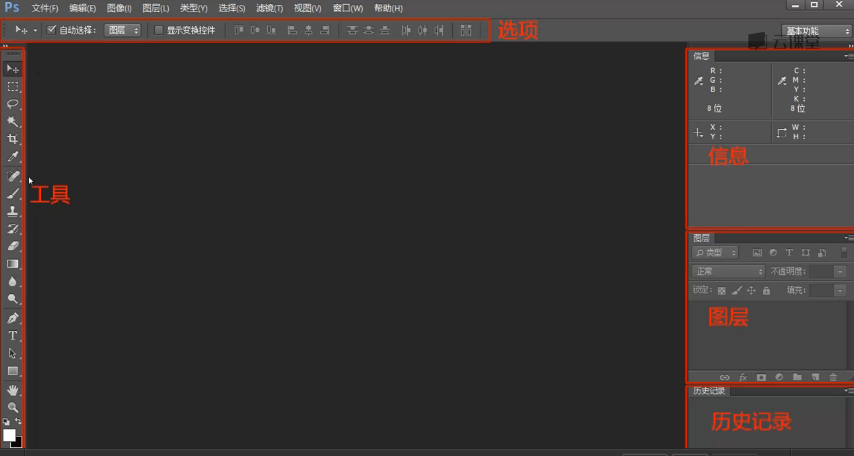 Ps 文件(F) 编辑(E) 图像(I) 图层(L) 类型(Y) 选择(S) 滤镜(T) 视图(V) 窗口(W) 帮助(H)
自动选择： 图层 显示变换控件 选项 基本功能
云课堂
信息
R： C：
G： M：
B： Y：
K：
8 位 8 位
X： W：
Y： H：
信息
工具
图层
类型
正常 不透明度：
锁定： 填充：
图层
fx
历史记录
历史记录